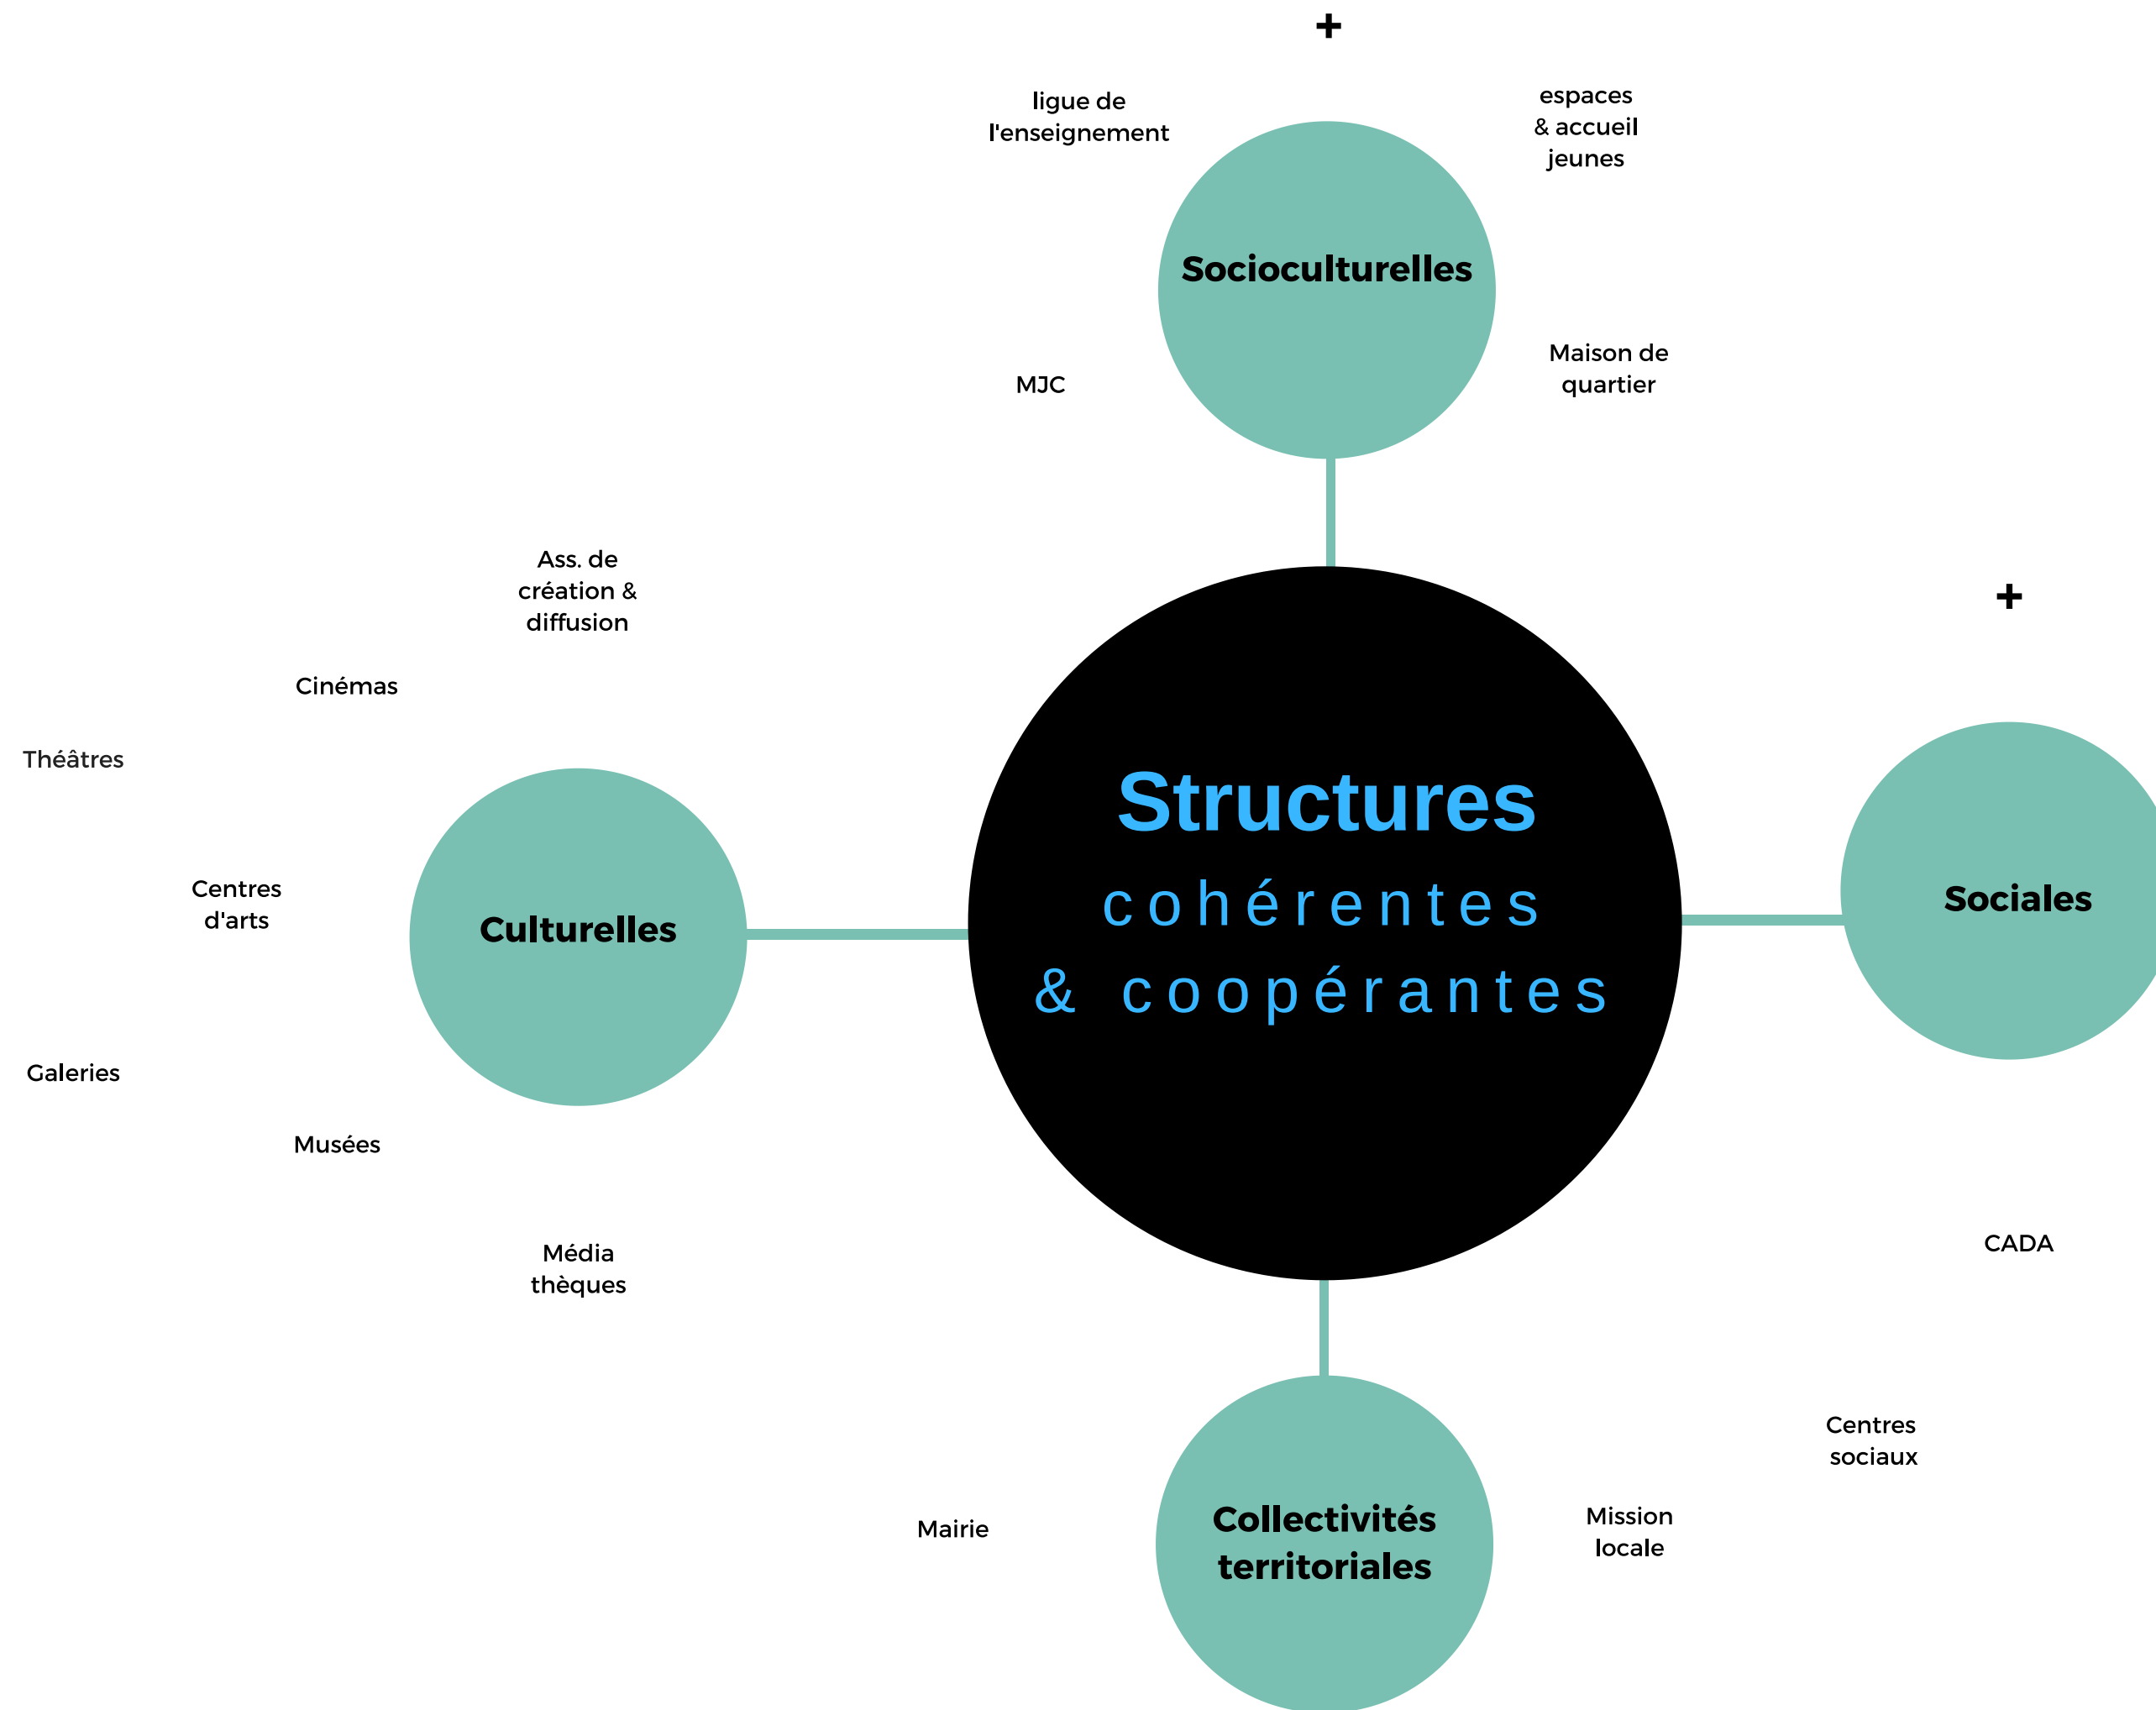 +
ligue de
l'enseignement
espaces
& accueil
jeunes
Socioculturelles
MJC
Maison de
quartier
Ass. de
création &
diffusion
+
Cinémas
Théâtres
Centres
d'arts
Culturelles
Galeries
Musées
Média
thèques
Structures
cohérentes
& coopérantes
Sociales
CADA
Centres
sociaux
Mission
locale
Mairie
Collectivités
territoriales